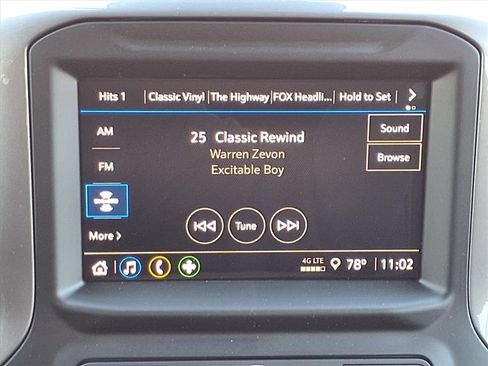 Hits 1 Classic Vinyl The Highway FOX Headli... Hold to Set
AM
25 Classic Rewind
Sound
Warren Zevon
Browse
FM
Excitable Boy
Tune
More
4G LTE 78° 11:02